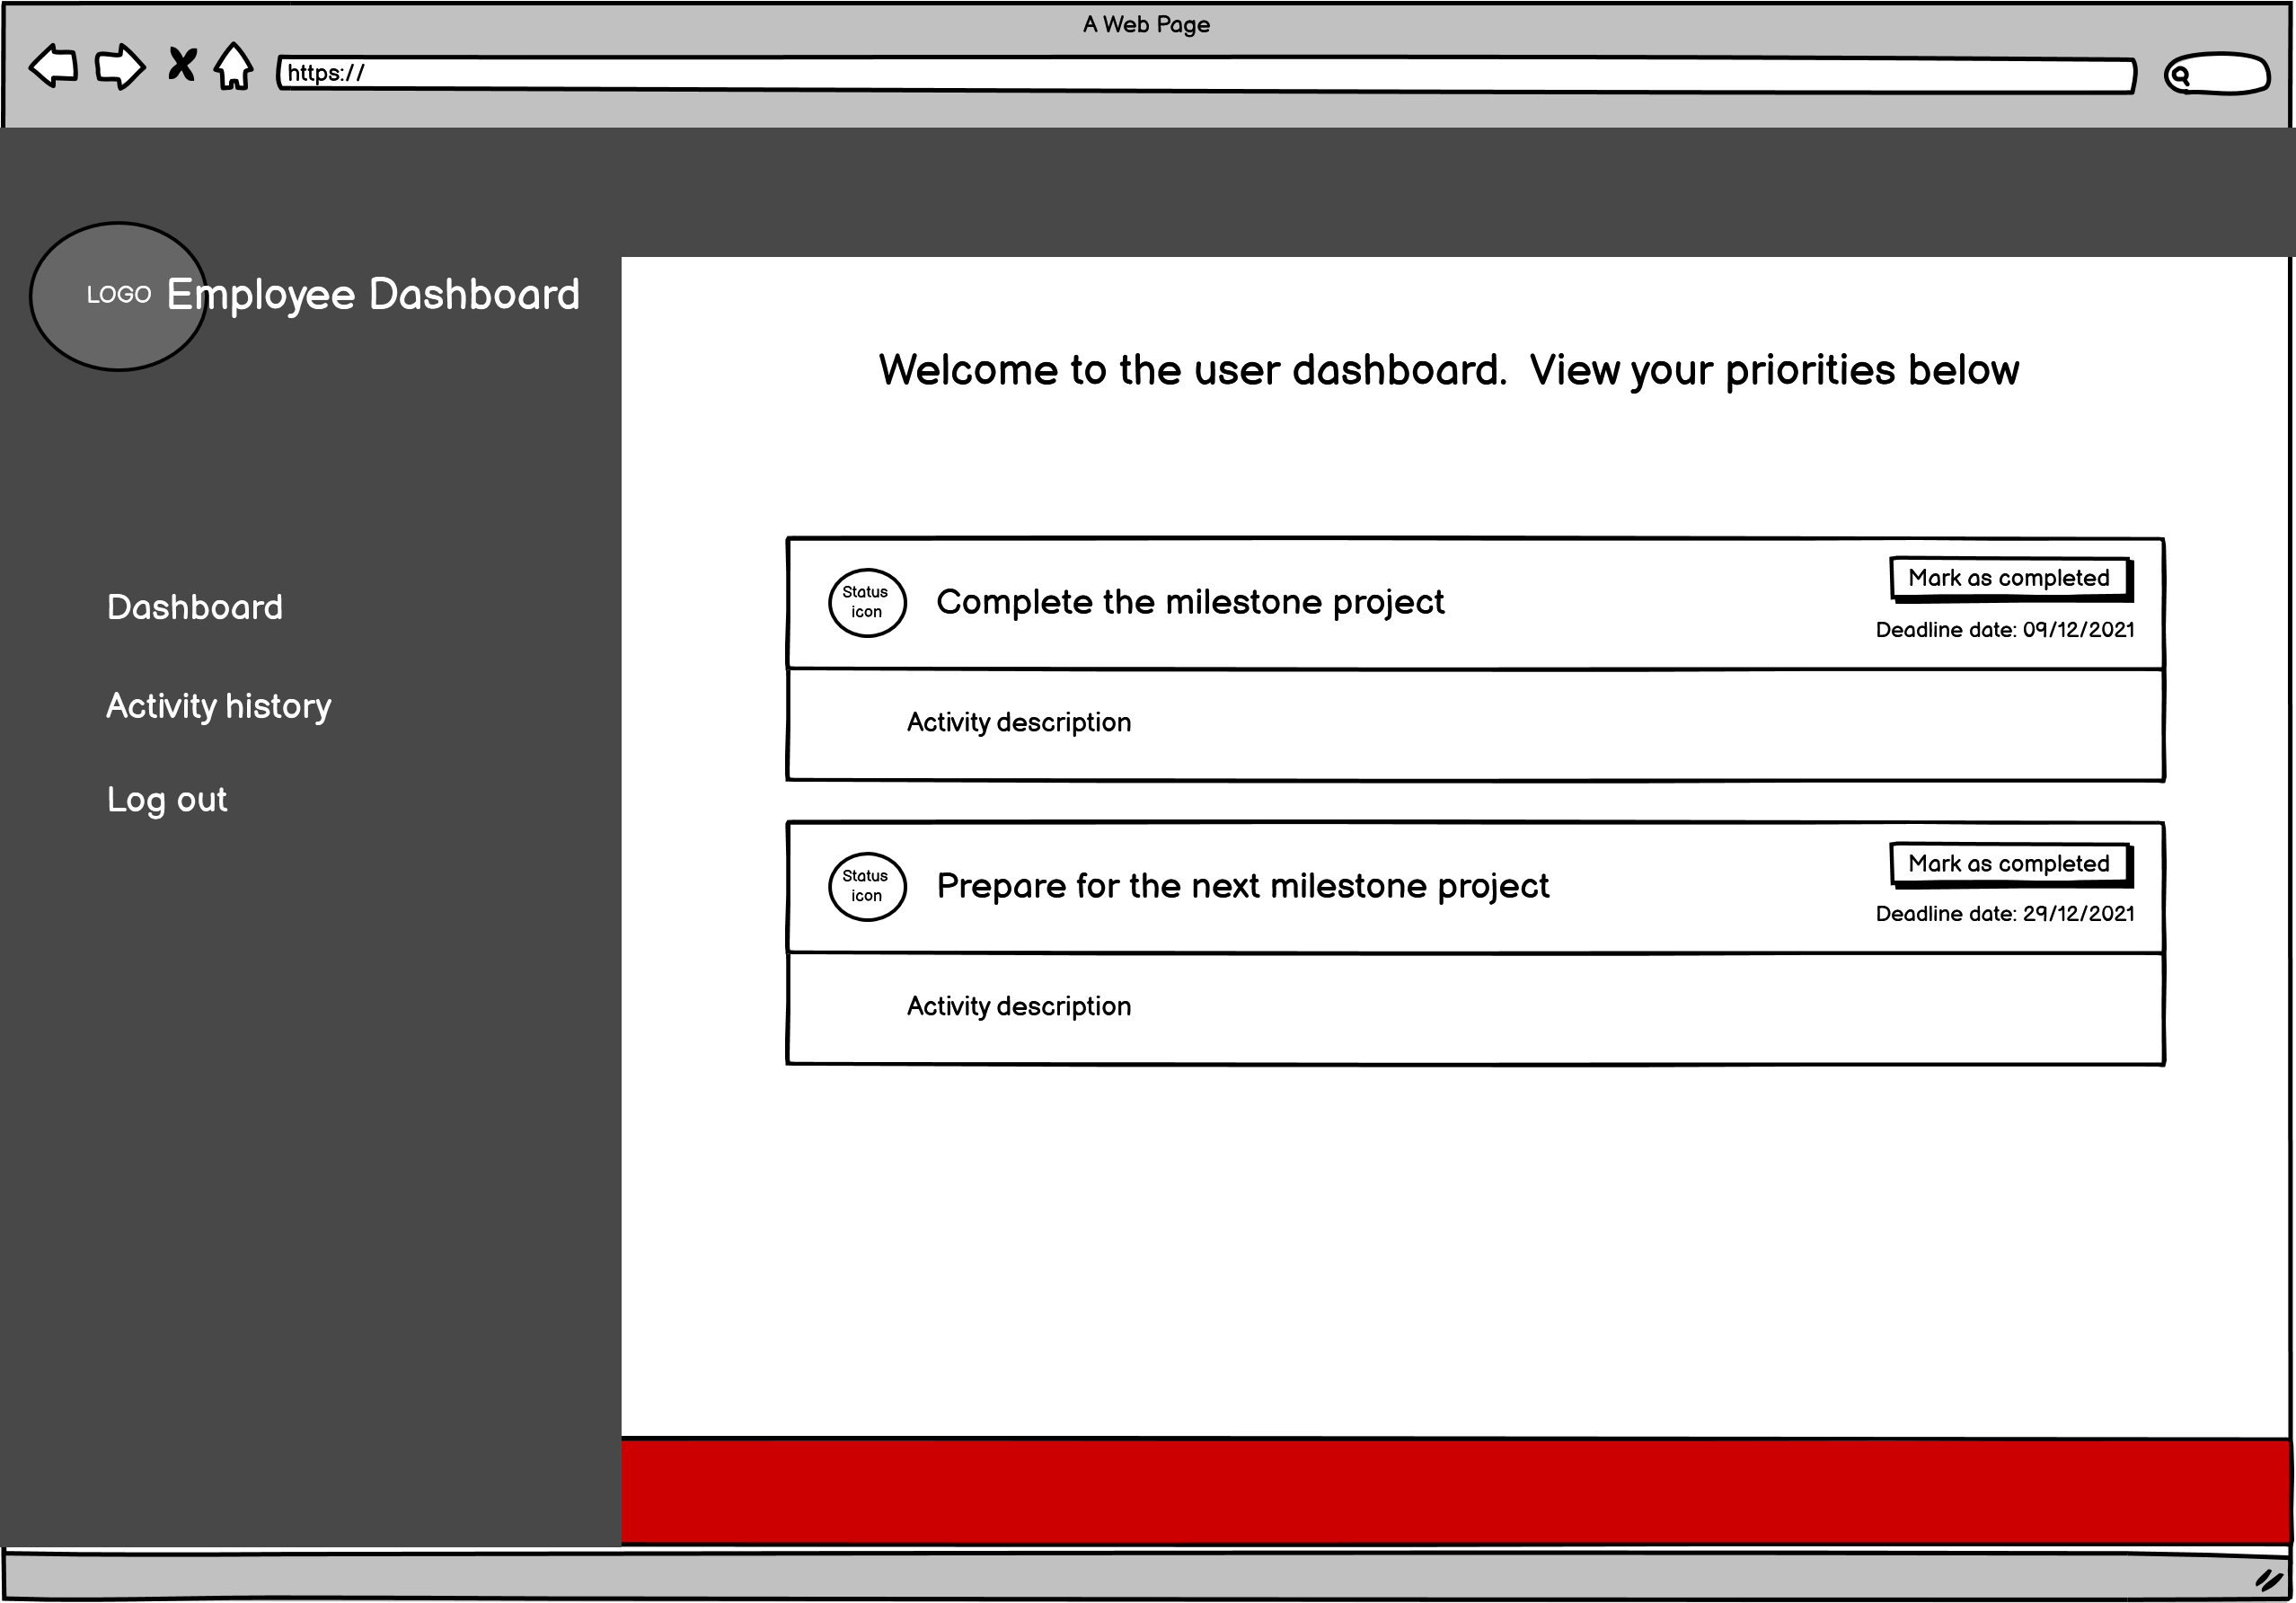 A Web Page
https://
LOGO
Employee Dashboard
Dashboard
Activity history
Log out
Welcome to the user dashboard.  View your priorities below
Status
icon
Complete the milestone project
Mark as completed
Deadline date: 09/12/2021
Activity description
Status
icon
Prepare for the next milestone project
Mark as completed
Deadline date: 29/12/2021
Activity description